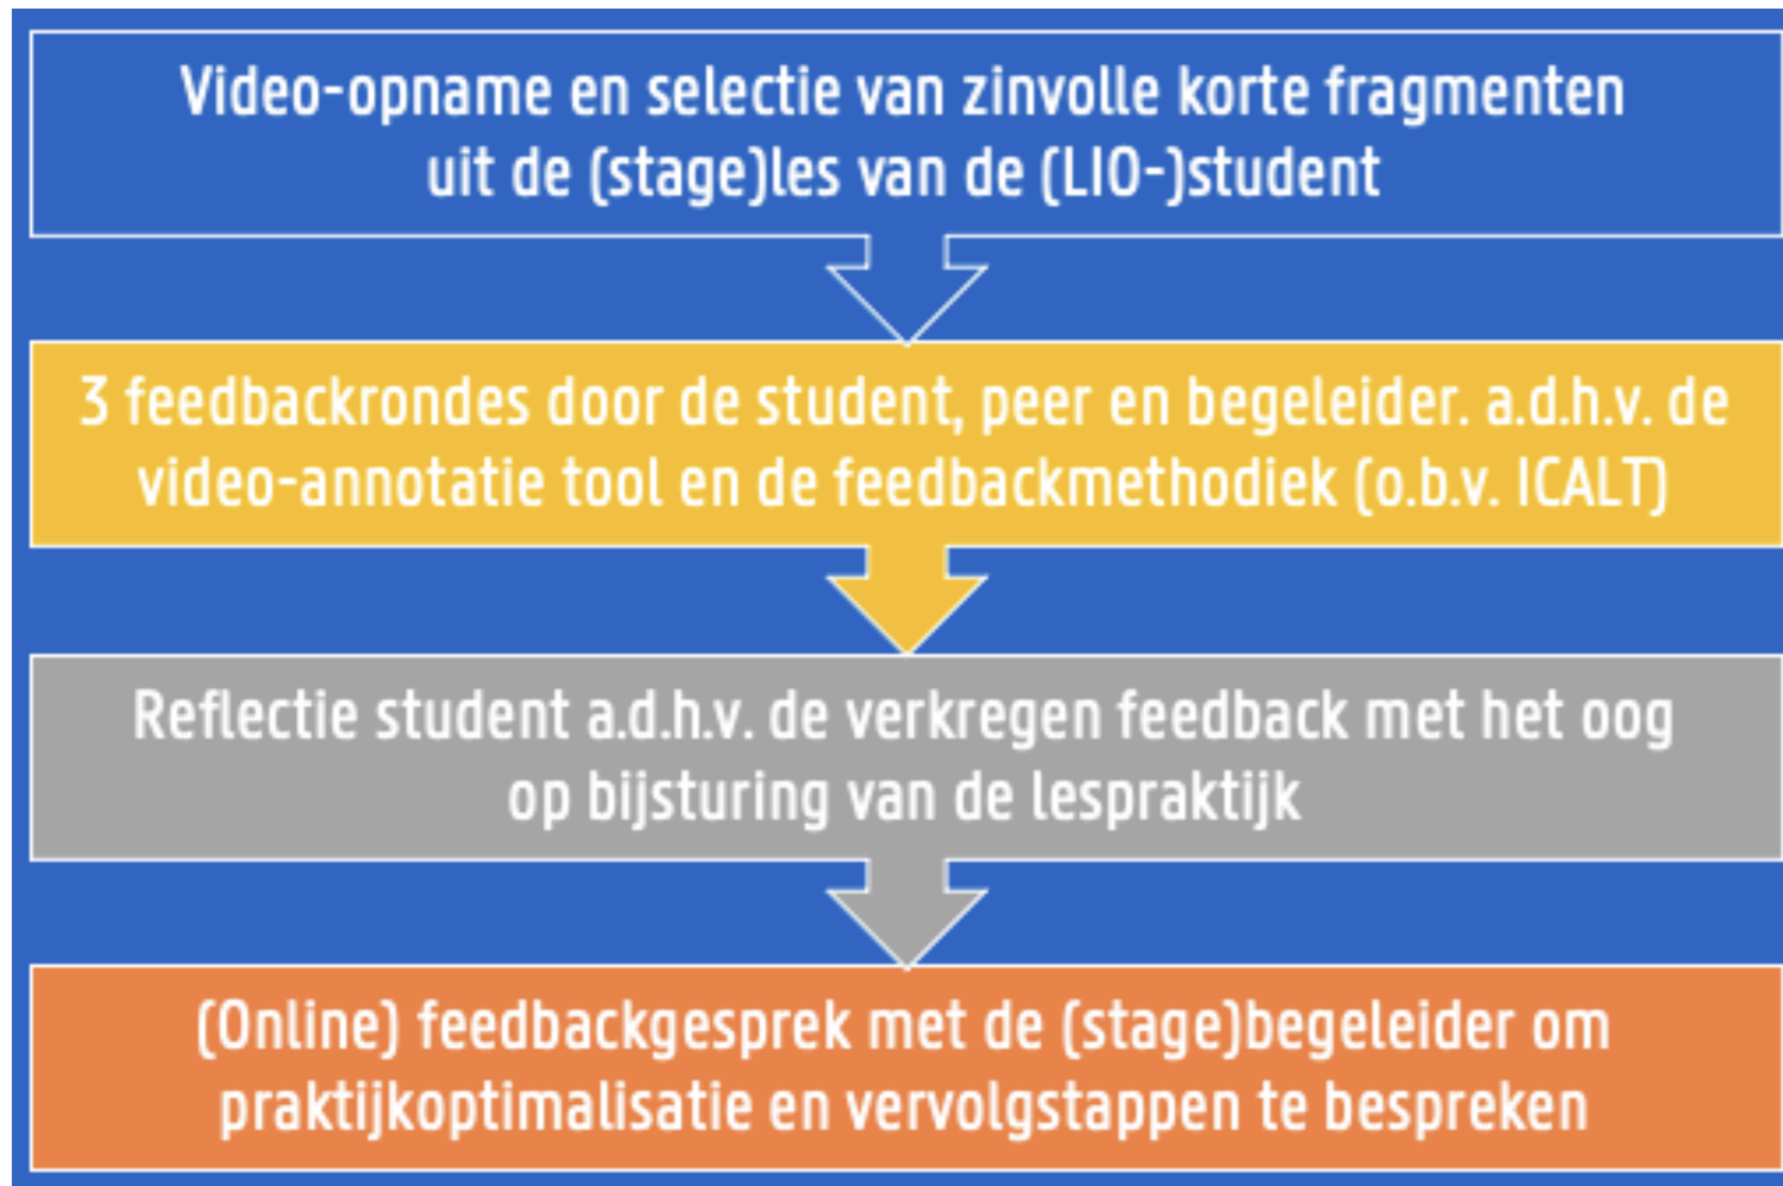 Video-opname en selectie van zinvolle korte fragmenten
uit de (stage)les van de (LIO-)student
3 feedbackrondes door de student, peer en begeleider. a.d.h.v. de
video-annotatie tool en de feedbackmethodiek (o.b.v. ICALT)
Reflectie student a.d.h.v. de verkregen feedback met het oog
op bijsturing van de lespraktijk
(Online) feedbackgesprek met de (stage)begeleider om
praktijkoptimalisatie en vervolgstappen te bespreken